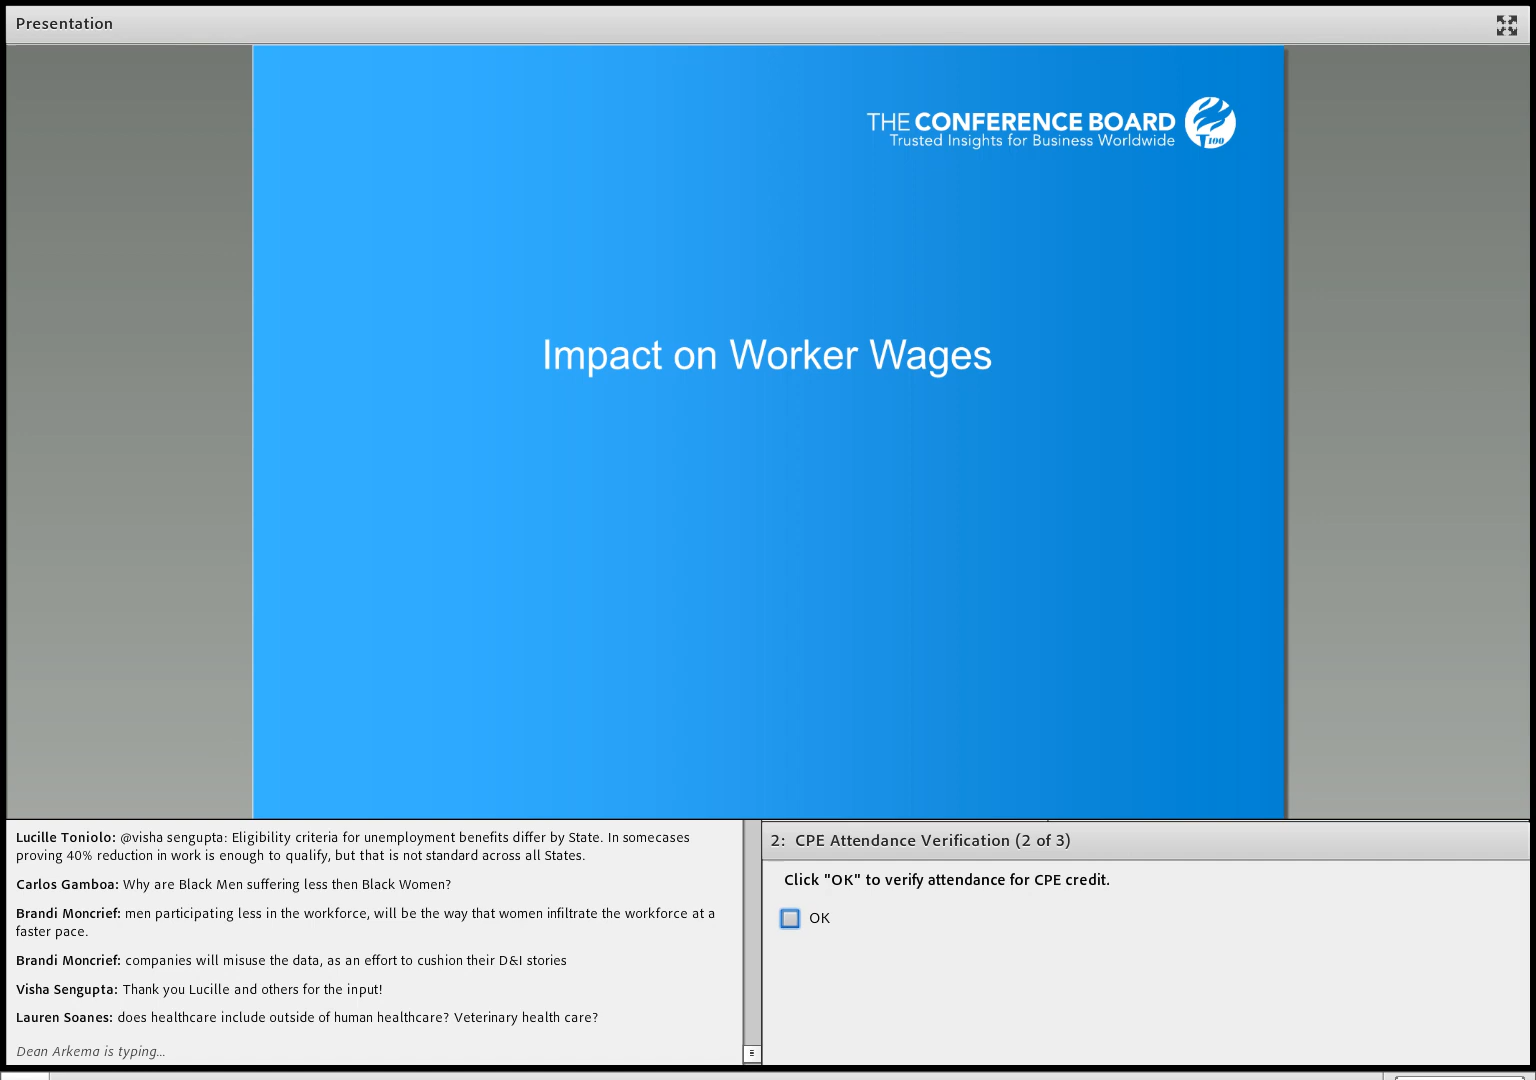 Presentation
THE CONFERENCE BOARD
Trusted Insights for Business Worldwide
100
Impact on Worker Wages
Lucille Toniolo: @visha sengupta: Eligibility criteria for unemployment benefits differ by State. In somecases
proving 40% reduction in work is enough to qualify, but that is not standard across all States.
Carlos Gamboa: Why are Black Men suffering less then Black Women?
Brandi Moncrief: men participating less in the workforce, will be the way that women infiltrate the workforce at a
faster pace.
Brandi Moncrief: companies will misuse the data, as an effort to cushion their D&I stories
Visha Sengupta: Thank you Lucille and others for the input!
Lauren Soanes: does healthcare include outside of human healthcare? Veterinary health care?
Dean Arkema is typing...
2: CPE Attendance Verification (2 of 3)
Click "OK" to verify attendance for CPE credit.
OK